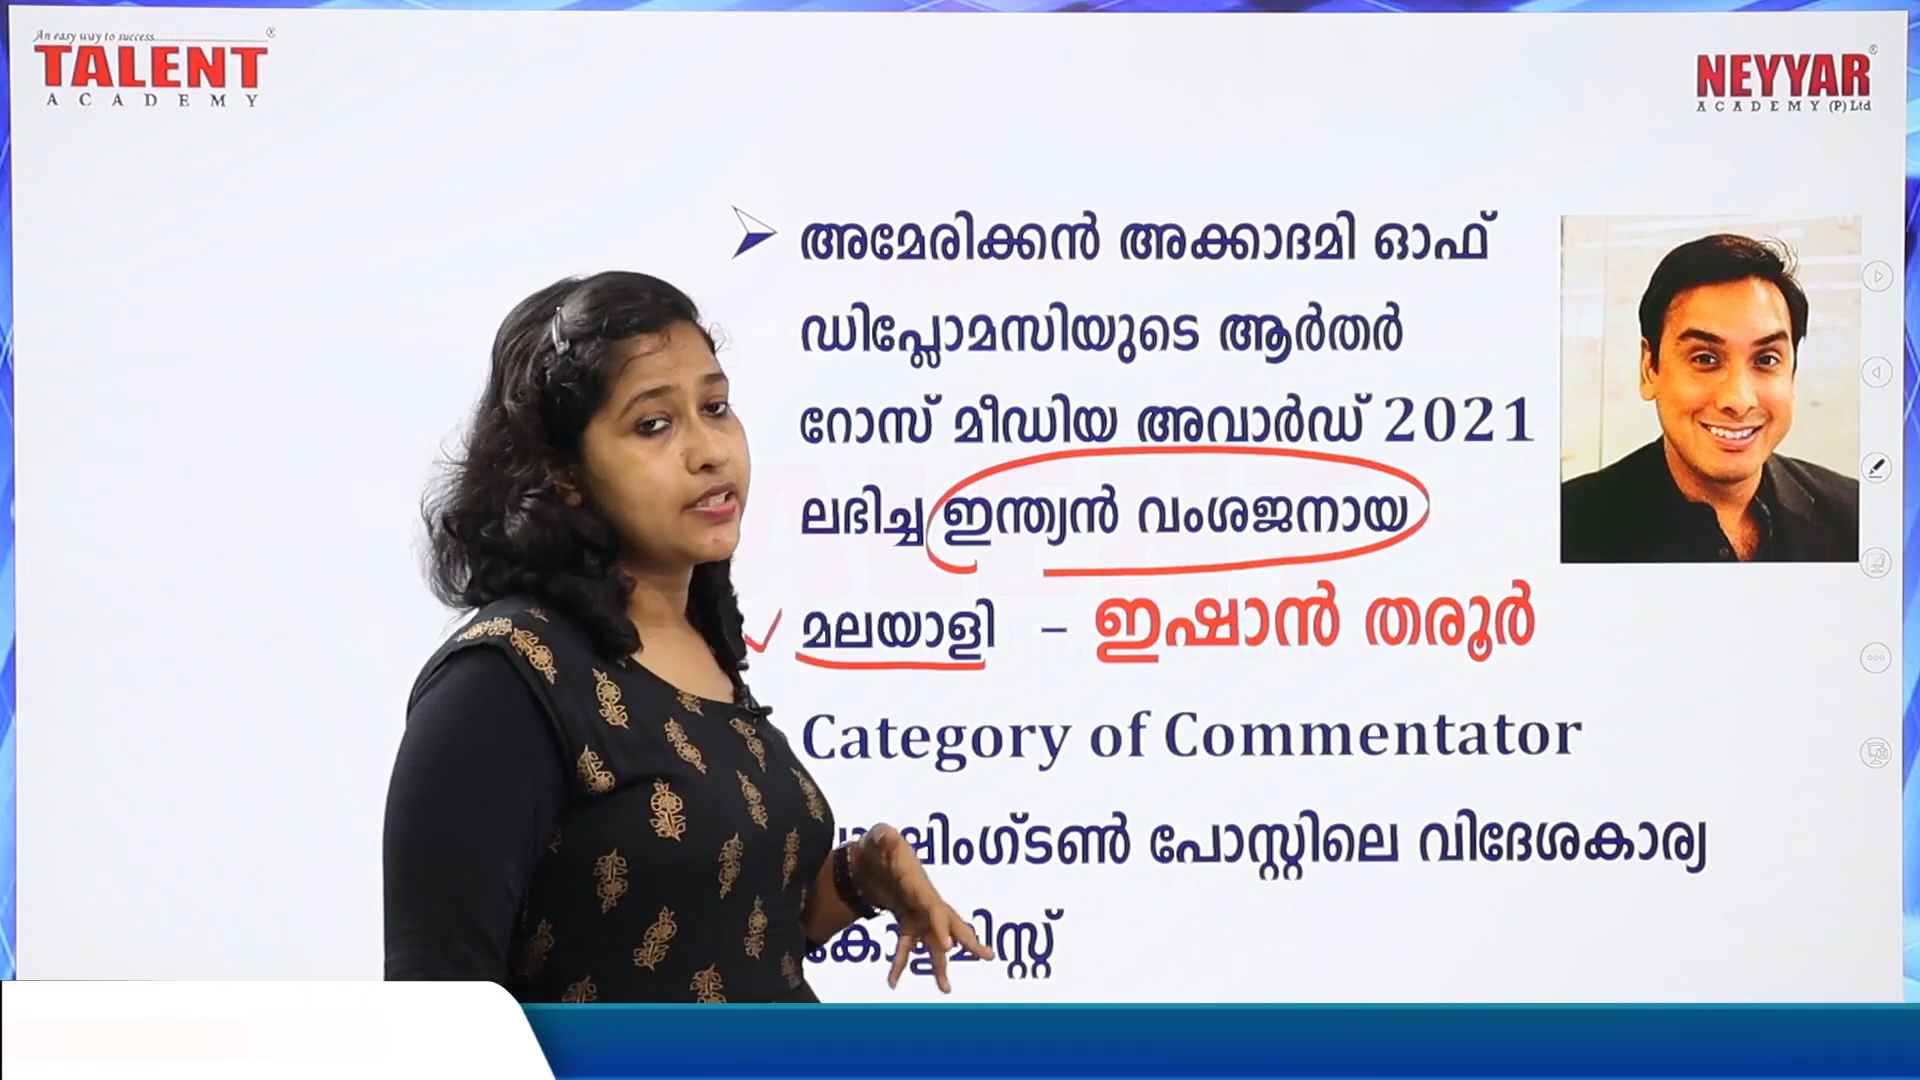 An easy way to success
TALENT
ACADEMY
NEYYAR
ACADEMY (P) Ltd
അമേരിക്കൻ അക്കാദമി ഓഫ്
ഡിപ്ലോമസിയുടെ ആർതർ
റോസ് മീഡിയ അവാർഡ് 2021
ലഭിച്ച ഇന്ത്യൻ വംശജനായ
മലയാളി – ഇഷാൻ തരൂർ
Category of Commentator
പോസ്റ്റിലെ വിദേശകാര്യ